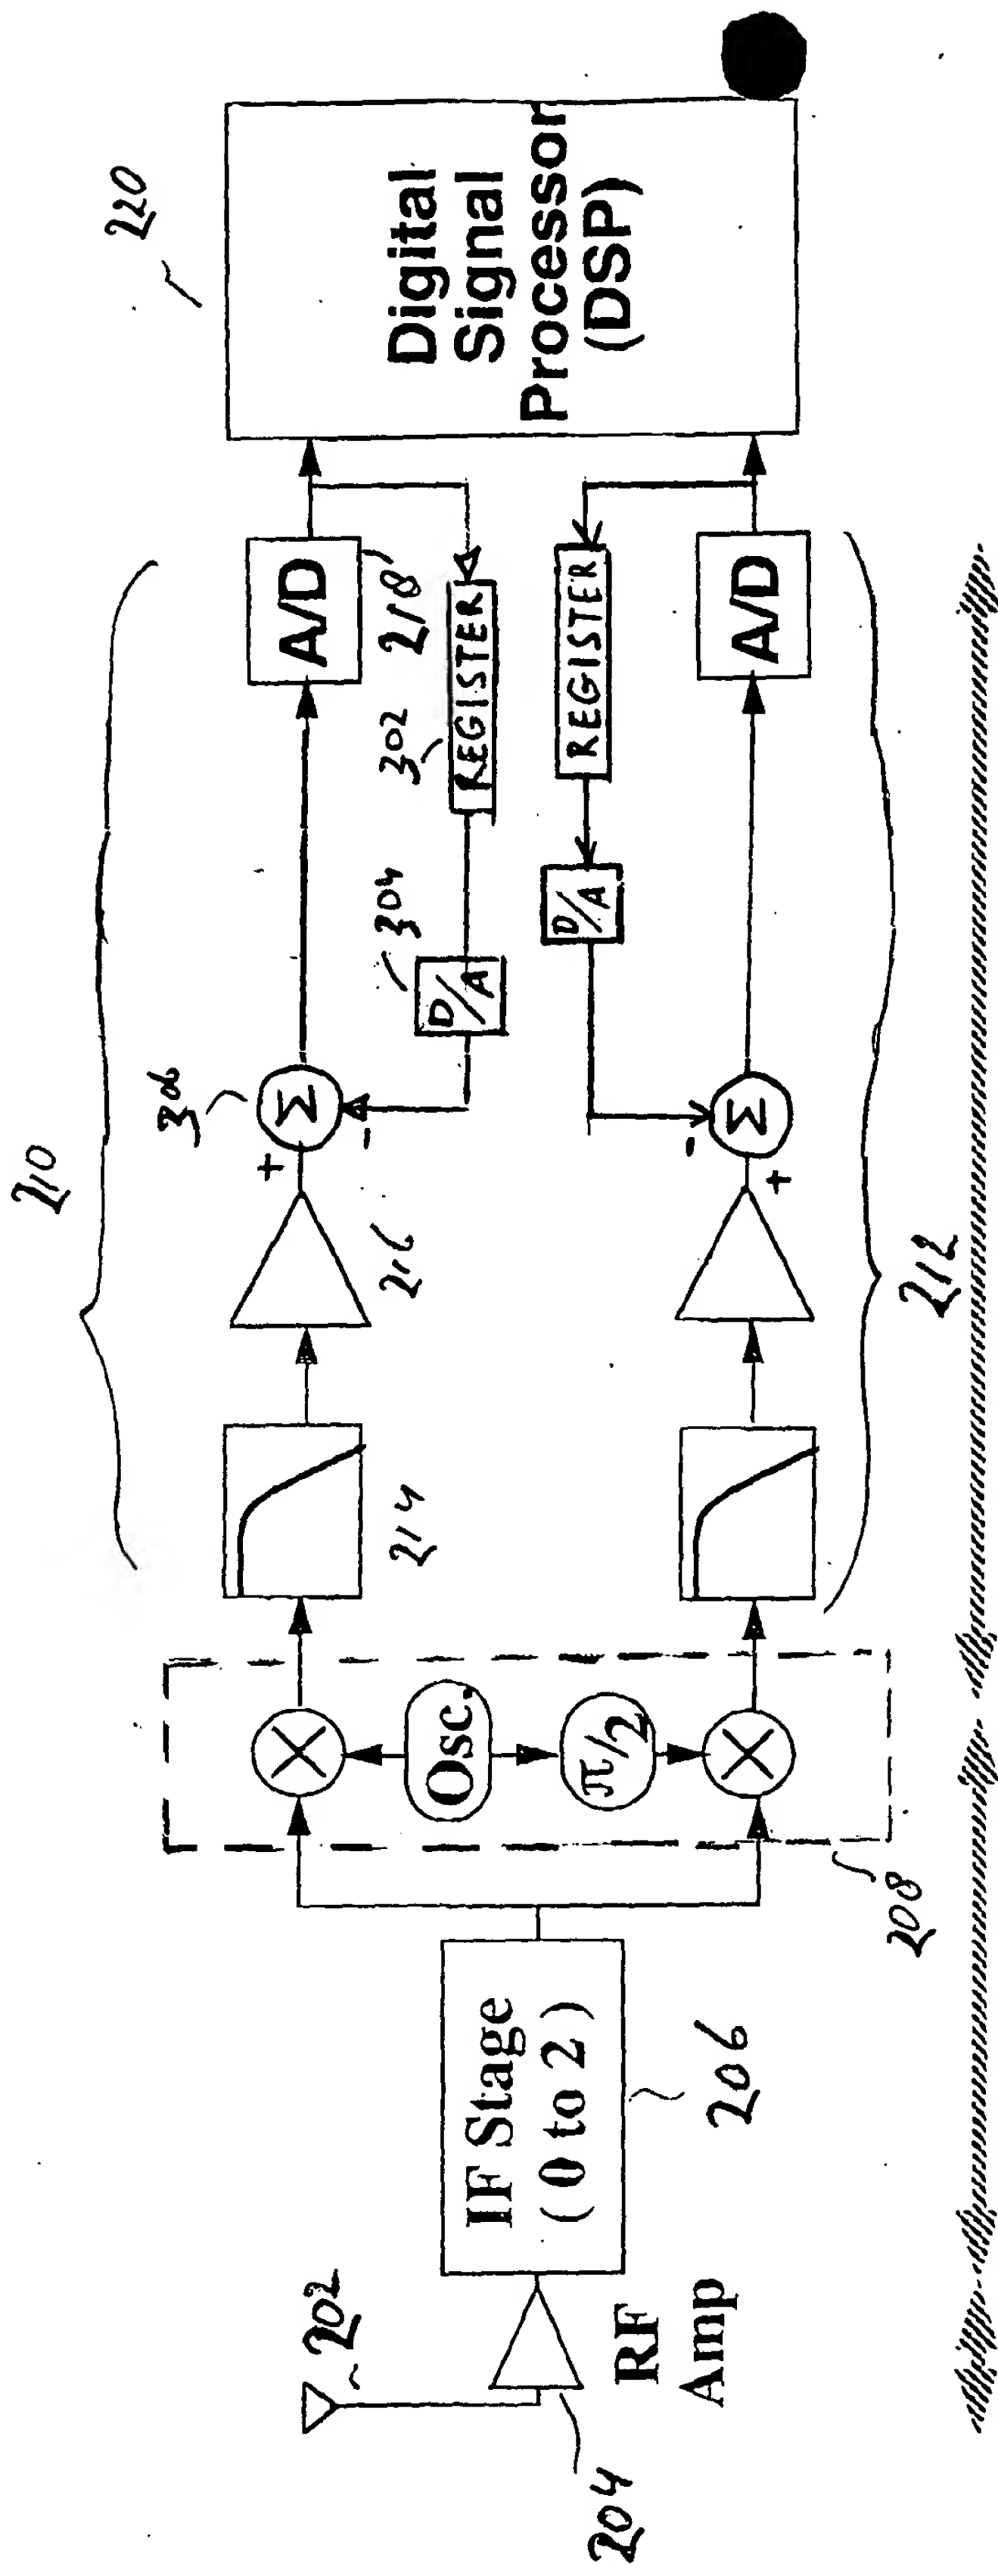 210
306
+
Σ
-
A/D
218
220
302
REGISTER
304
D/A
216
214
Osc.
π/2
Digital
Signal
Processor
(DSP)
REGISTER
D/A
-
Σ
+
A/D
212
202
IF Stage
( 0 to 2 )
206
208
204
RF
Amp